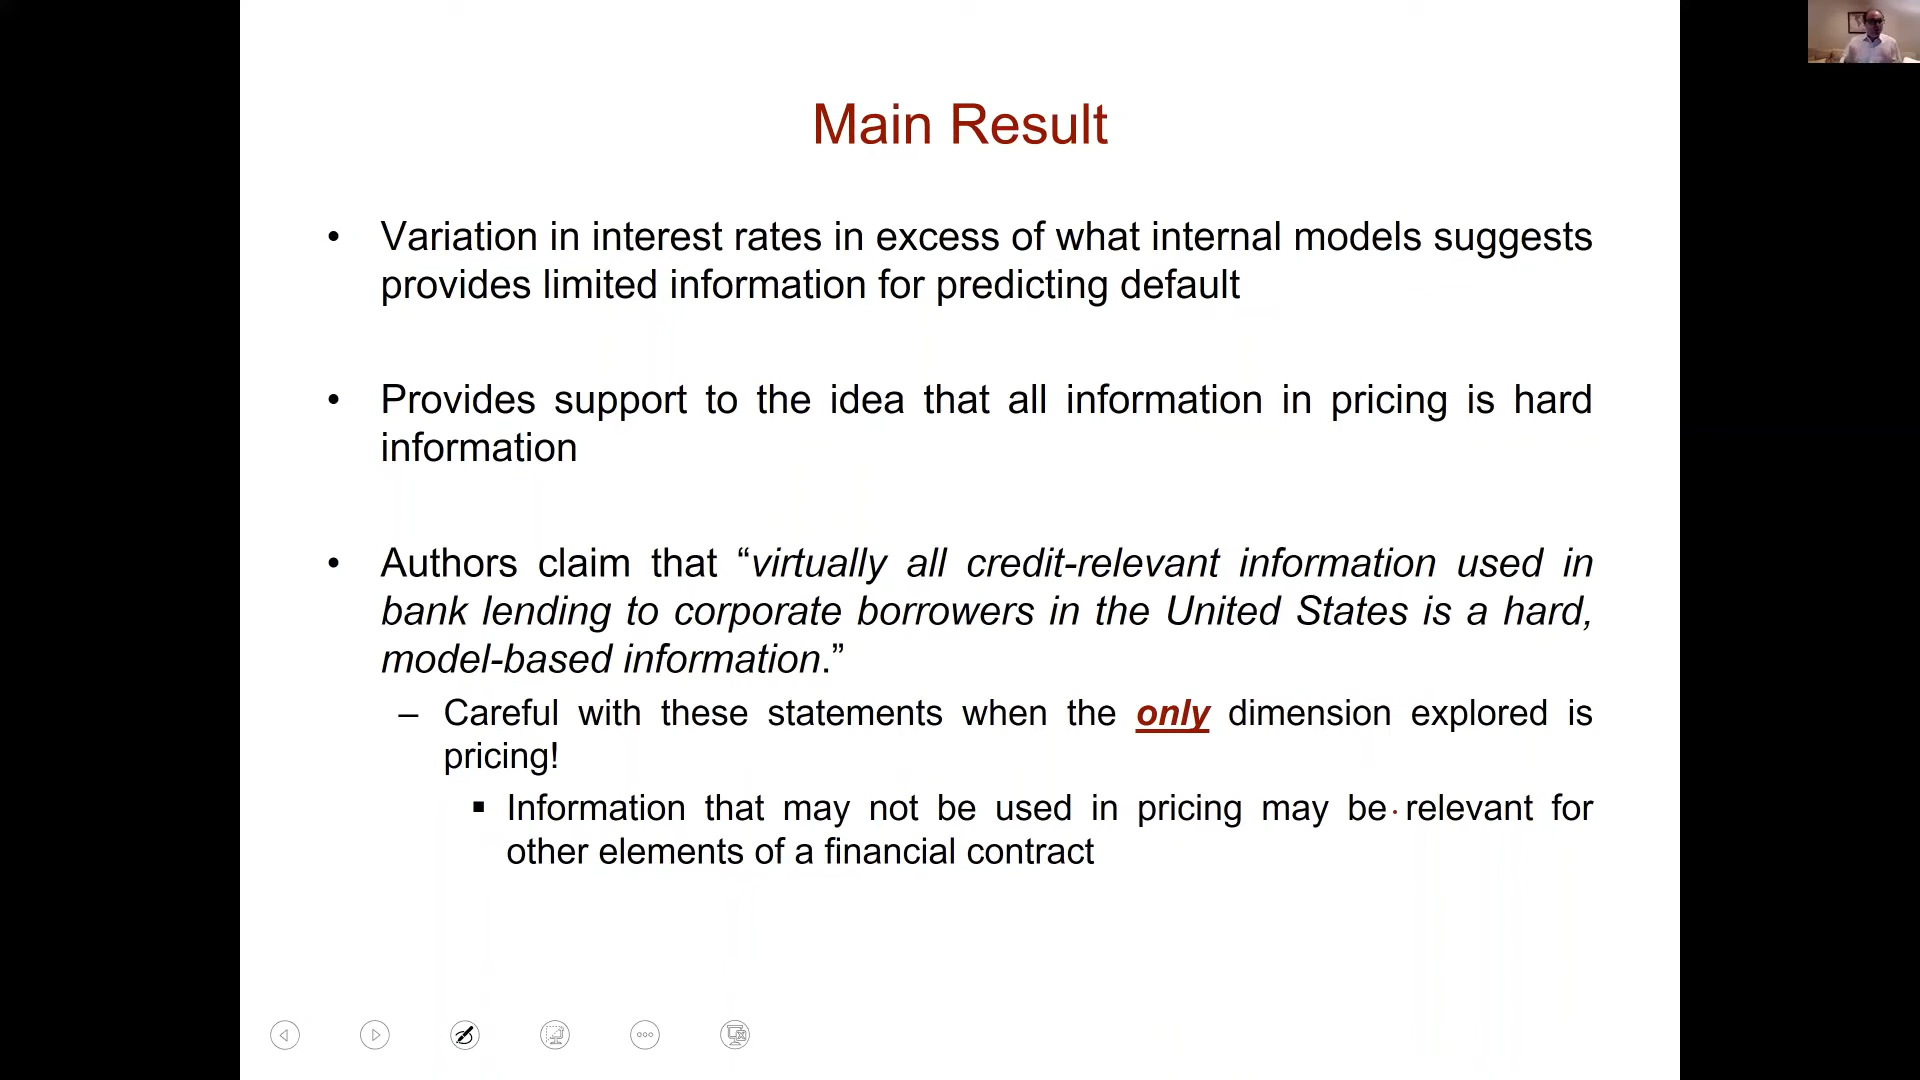 Main Result
• Variation in interest rates in excess of what internal models suggests
provides limited information for predicting default
• Provides support to the idea that all information in pricing is hard
information
• Authors claim that “virtually all credit-relevant information used in
bank lending to corporate borrowers in the United States is a hard,
model-based information.”
– Careful with these statements when the only dimension explored is
pricing!
▪ Information that may not be used in pricing may be relevant for
other elements of a financial contract